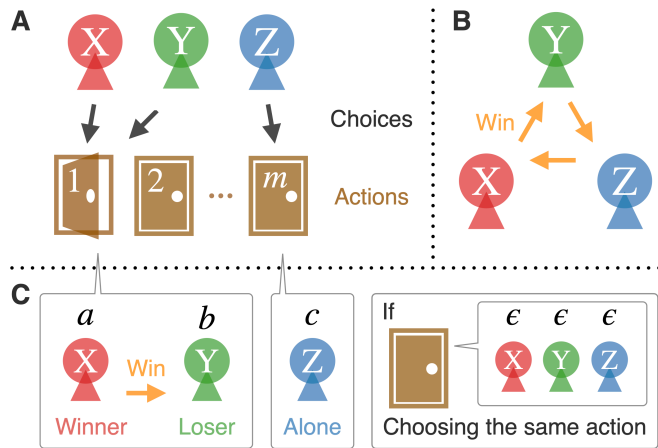 A
X Y Z
Choices
1 2 ... m
Actions
B
Y
Win
X Z
C
a b
X Win Y
Winner Loser
c
Z
Alone
If
ϵ ϵ ϵ
X Y Z
Choosing the same action